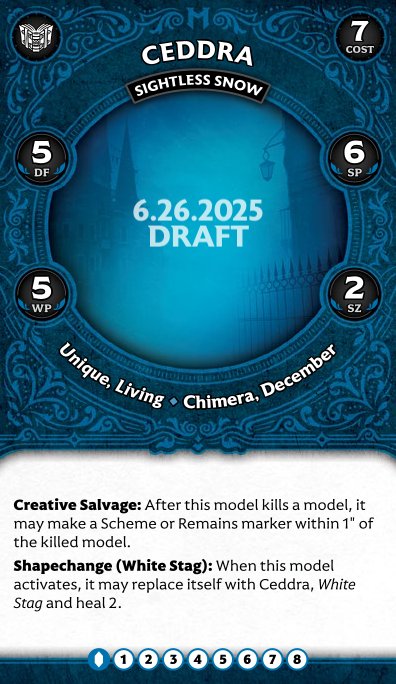 7
COST
CEDDRA
SIGHTLESS SNOW
5
DF
6
SP
6.26.2025
DRAFT
5
WP
2
SZ
Unique, Living ◆ Chimera, December
Creative Salvage: After this model kills a model, it
may make a Scheme or Remains marker within 1" of
the killed model.
Shapechange (White Stag): When this model
activates, it may replace itself with Ceddra, White
Stag and heal 2.
1 2 3 4 5 6 7 8